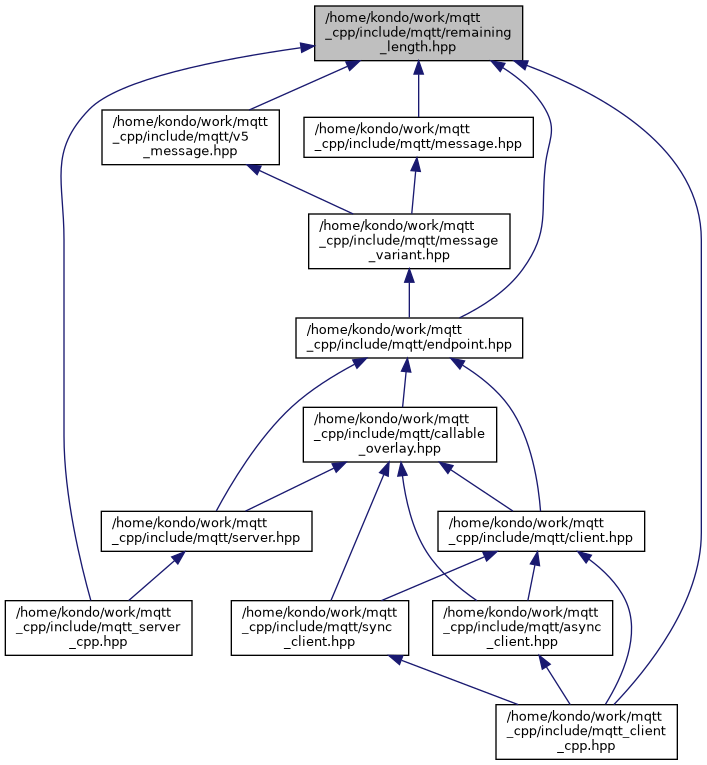 /home/kondo/work/mqtt
_cpp/include/mqtt/remaining
_length.hpp
/home/kondo/work/mqtt
_cpp/include/mqtt/v5
_message.hpp
/home/kondo/work/mqtt
_cpp/include/mqtt/message.hpp
/home/kondo/work/mqtt
_cpp/include/mqtt/message
_variant.hpp
/home/kondo/work/mqtt
_cpp/include/mqtt/endpoint.hpp
/home/kondo/work/mqtt
_cpp/include/mqtt/callable
_overlay.hpp
/home/kondo/work/mqtt
_cpp/include/mqtt/server.hpp
/home/kondo/work/mqtt
_cpp/include/mqtt/client.hpp
/home/kondo/work/mqtt
_cpp/include/mqtt_server
_cpp.hpp
/home/kondo/work/mqtt
_cpp/include/mqtt/sync
_client.hpp
/home/kondo/work/mqtt
_cpp/include/mqtt/async
_client.hpp
/home/kondo/work/mqtt
_cpp/include/mqtt_client
_cpp.hpp